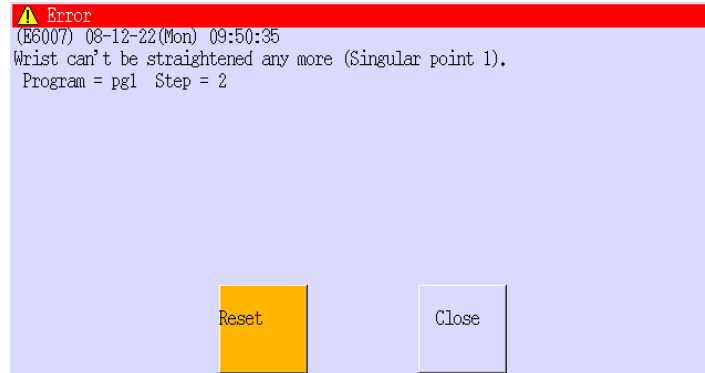 Error
(E6007) 08-12-22(Mon) 09:50:35
Wrist can't be straightened any more (Singular point 1).
Program = pg1 Step = 2
Reset Close